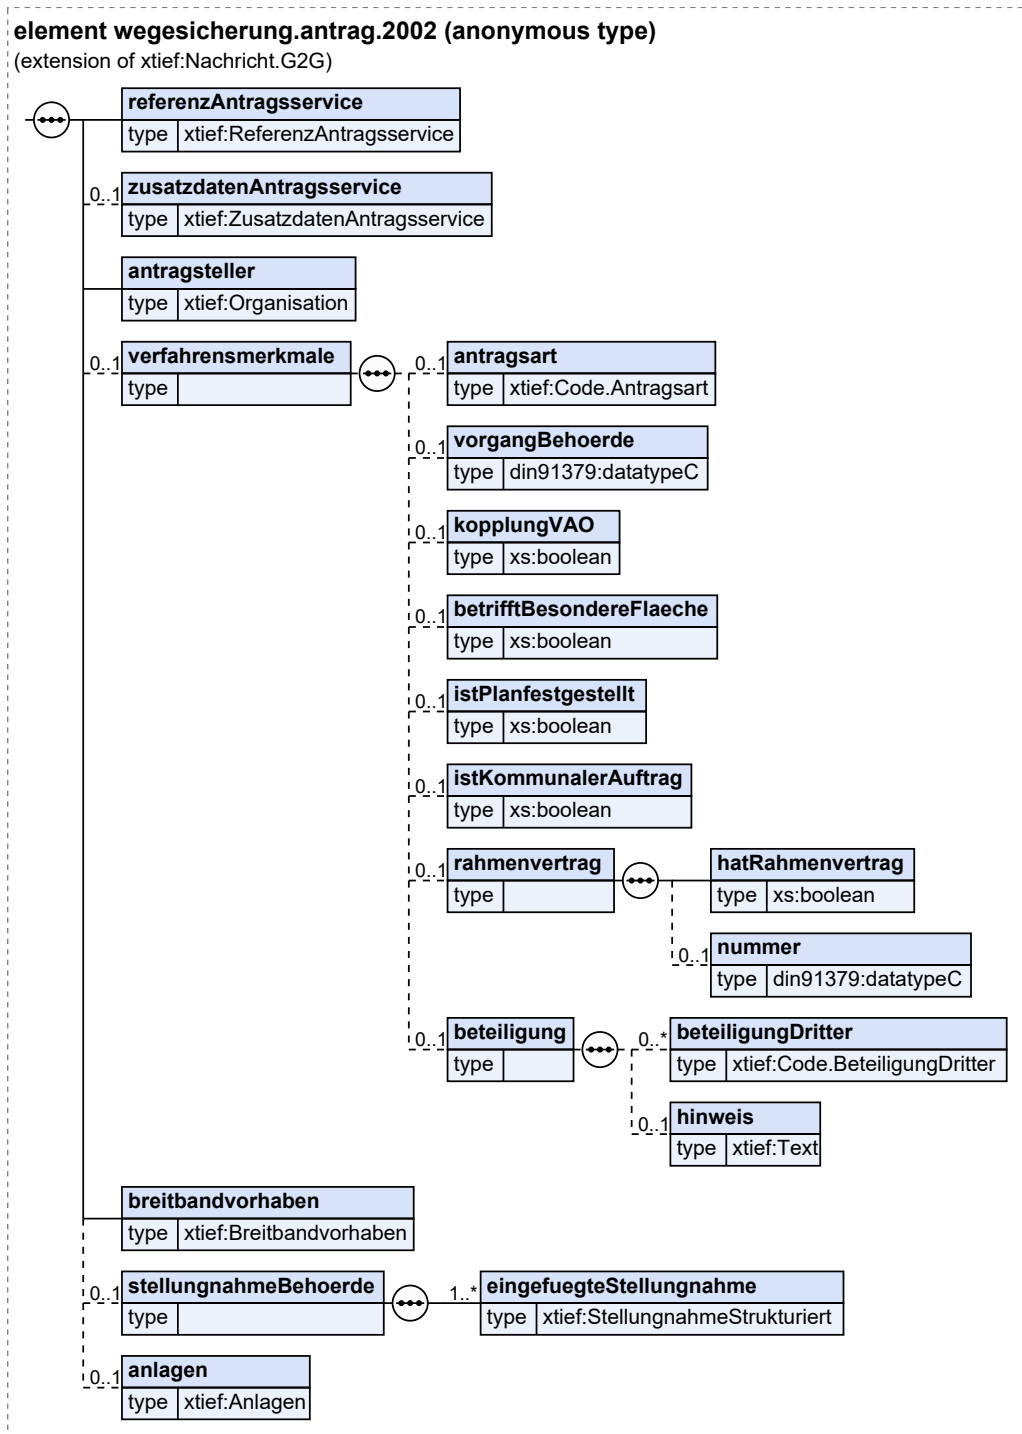 element wegesicherung.antrag.2002 (anonymous type)
(extension of xtief:Nachricht.G2G)
referenzAntragsservice
type xtief:ReferenzAntragsservice
0..1 zusatzdatenAntragsservice
type xtief:ZusatzdatenAntragsservice
antragsteller
type xtief:Organisation
0..1 verfahrensmerkmale
type
0..1 antragsart
type xtief:Code.Antragsart
0..1 vorgangBehoerde
type din91379:datatypeC
0..1 kopplungVAO
type xs:boolean
0..1 betrifftBesondereFlaeche
type xs:boolean
0..1 istPlanfestgestellt
type xs:boolean
0..1 istKommunalerAuftrag
type xs:boolean
0..1 rahmenvertrag
type
hatRahmenvertrag
type xs:boolean
0..1 nummer
type din91379:datatypeC
0..1 beteiligung
type
0..* beteiligungDritter
type xtief:Code.BeteiligungDritter
0..1 hinweis
type xtief:Text
breitbandvorhaben
type xtief:Breitbandvorhaben
0..1 stellungnahmeBehoerde
type
1..* eingefuegteStellungnahme
type xtief:StellungnahmeStrukturiert
0..1 anlagen
type xtief:Anlagen